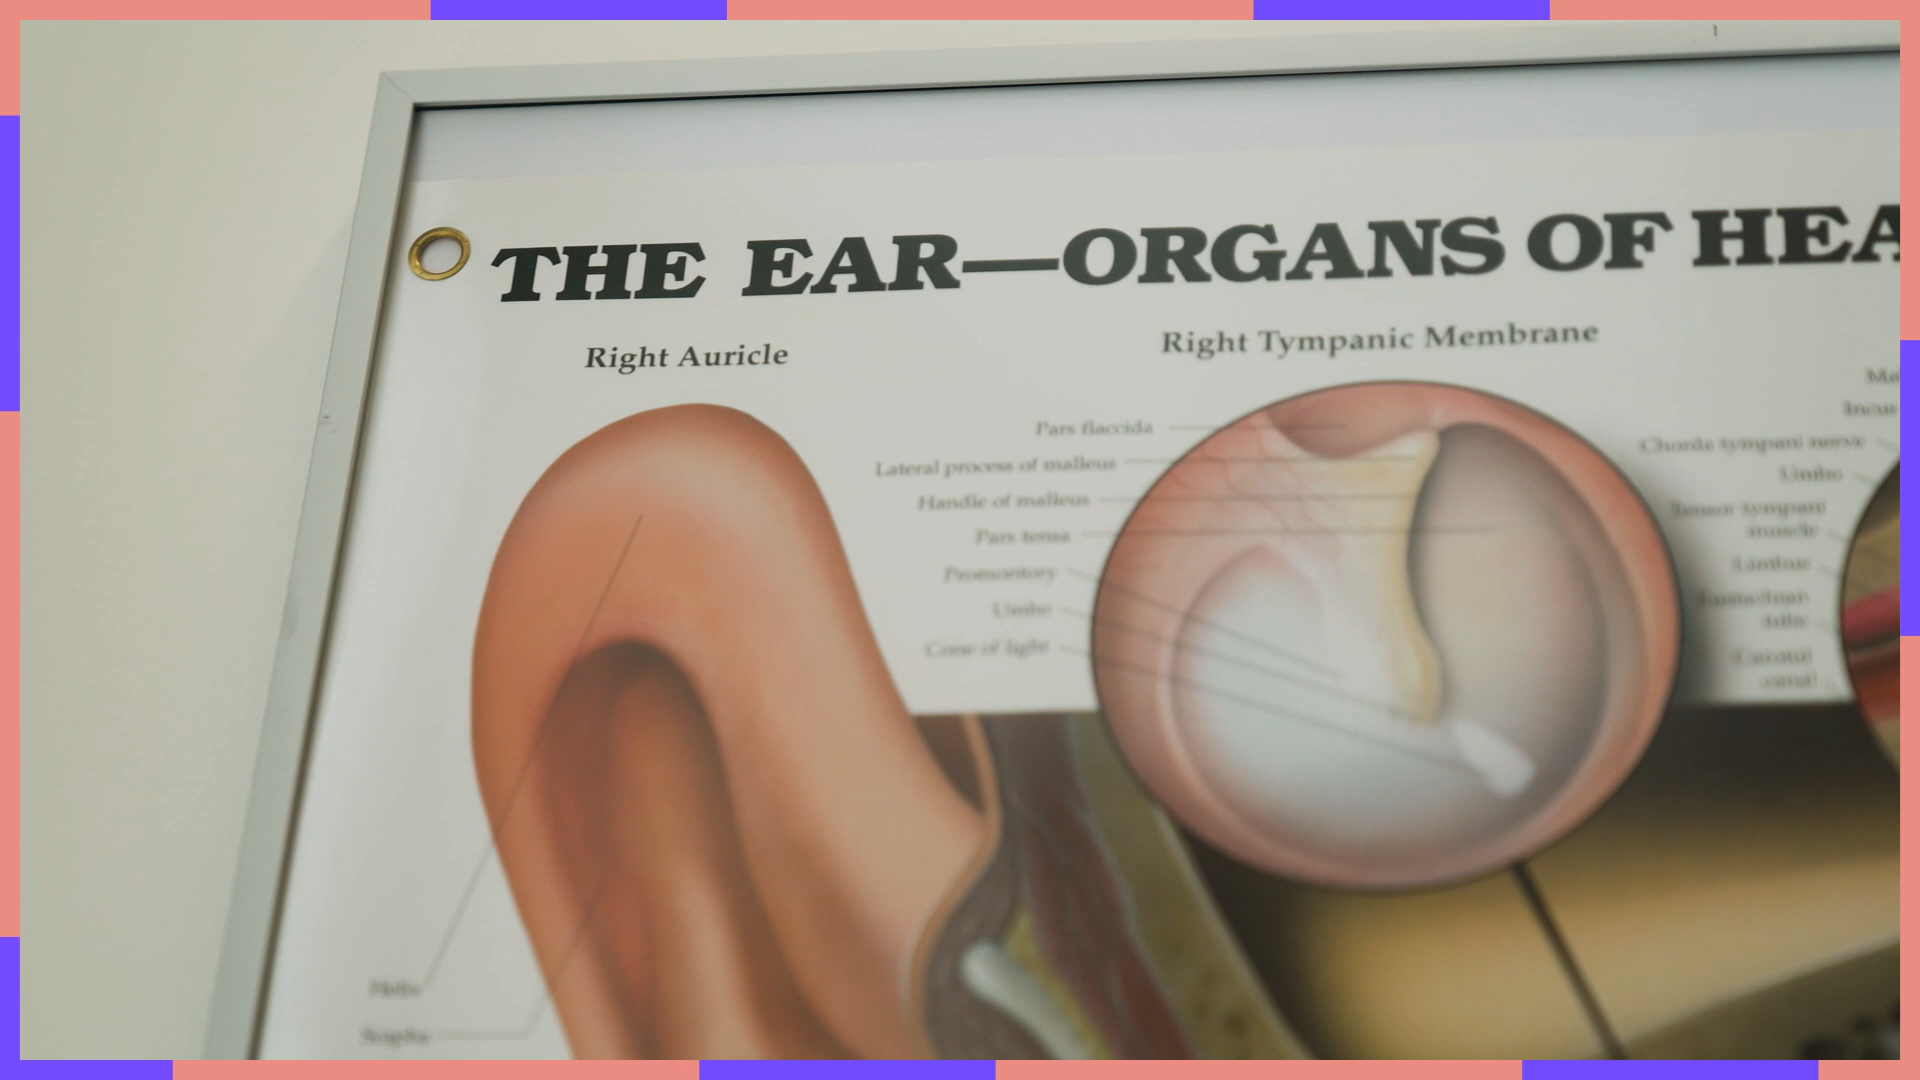 THE EAR—ORGANS OF HEA
Right Auricle
Right Tympanic Membrane
Pars flaccida
Lateral process of malleus
Handle of malleus
Pars tensa
Promontory
Umbo
Cone of light
Incus
Chorda tympani nerve
Umbo
Tensor tympani
muscle
Limbus
Eustachian
tube
Carotid
canal
Helix
Scapha